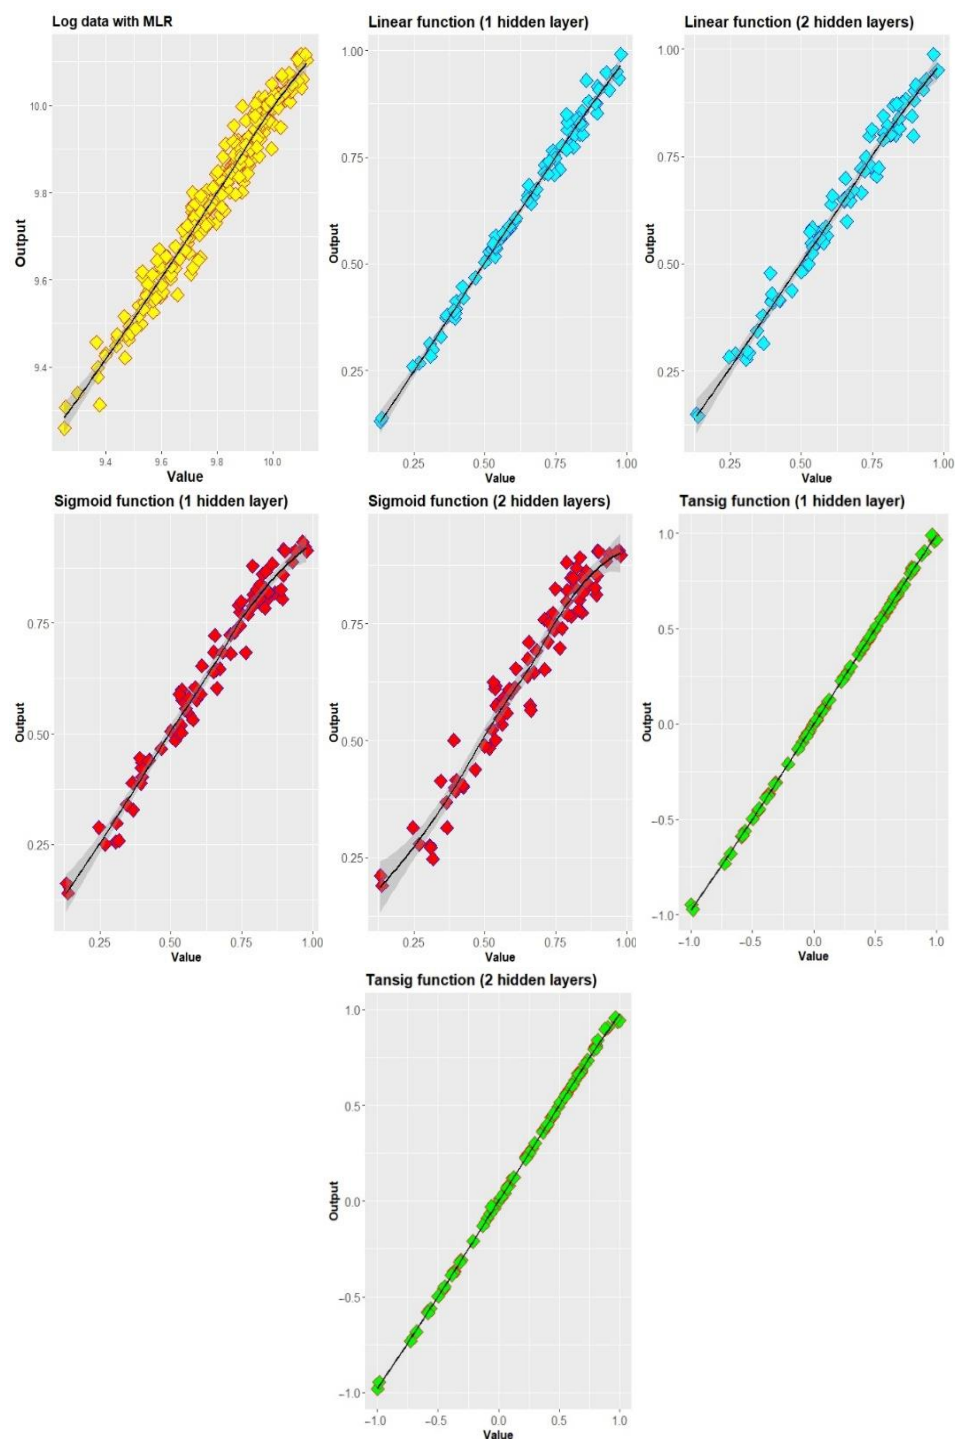 Log data with MLR
Output
10.0
9.8
9.6
9.4
9.4 9.6 9.8 10.0
Value
Linear function (1 hidden layer)
Output
1.00
0.75
0.50
0.25
0.25 0.50 0.75 1.00
Value
Linear function (2 hidden layers)
Output
1.00
0.75
0.50
0.25
0.25 0.50 0.75 1.00
Value
Sigmoid function (1 hidden layer)
Output
0.75
0.50
0.25
0.25 0.50 0.75 1.00
Value
Sigmoid function (2 hidden layers)
Output
0.75
0.50
0.25
0.25 0.50 0.75 1.00
Value
Tansig function (1 hidden layer)
Output
1.0
0.5
0.0
−0.5
−1.0
−1.0 −0.5 0.0 0.5 1.0
Value
Tansig function (2 hidden layers)
Output
1.0
0.5
0.0
−0.5
−1.0
−1.0 −0.5 0.0 0.5 1.0
Value